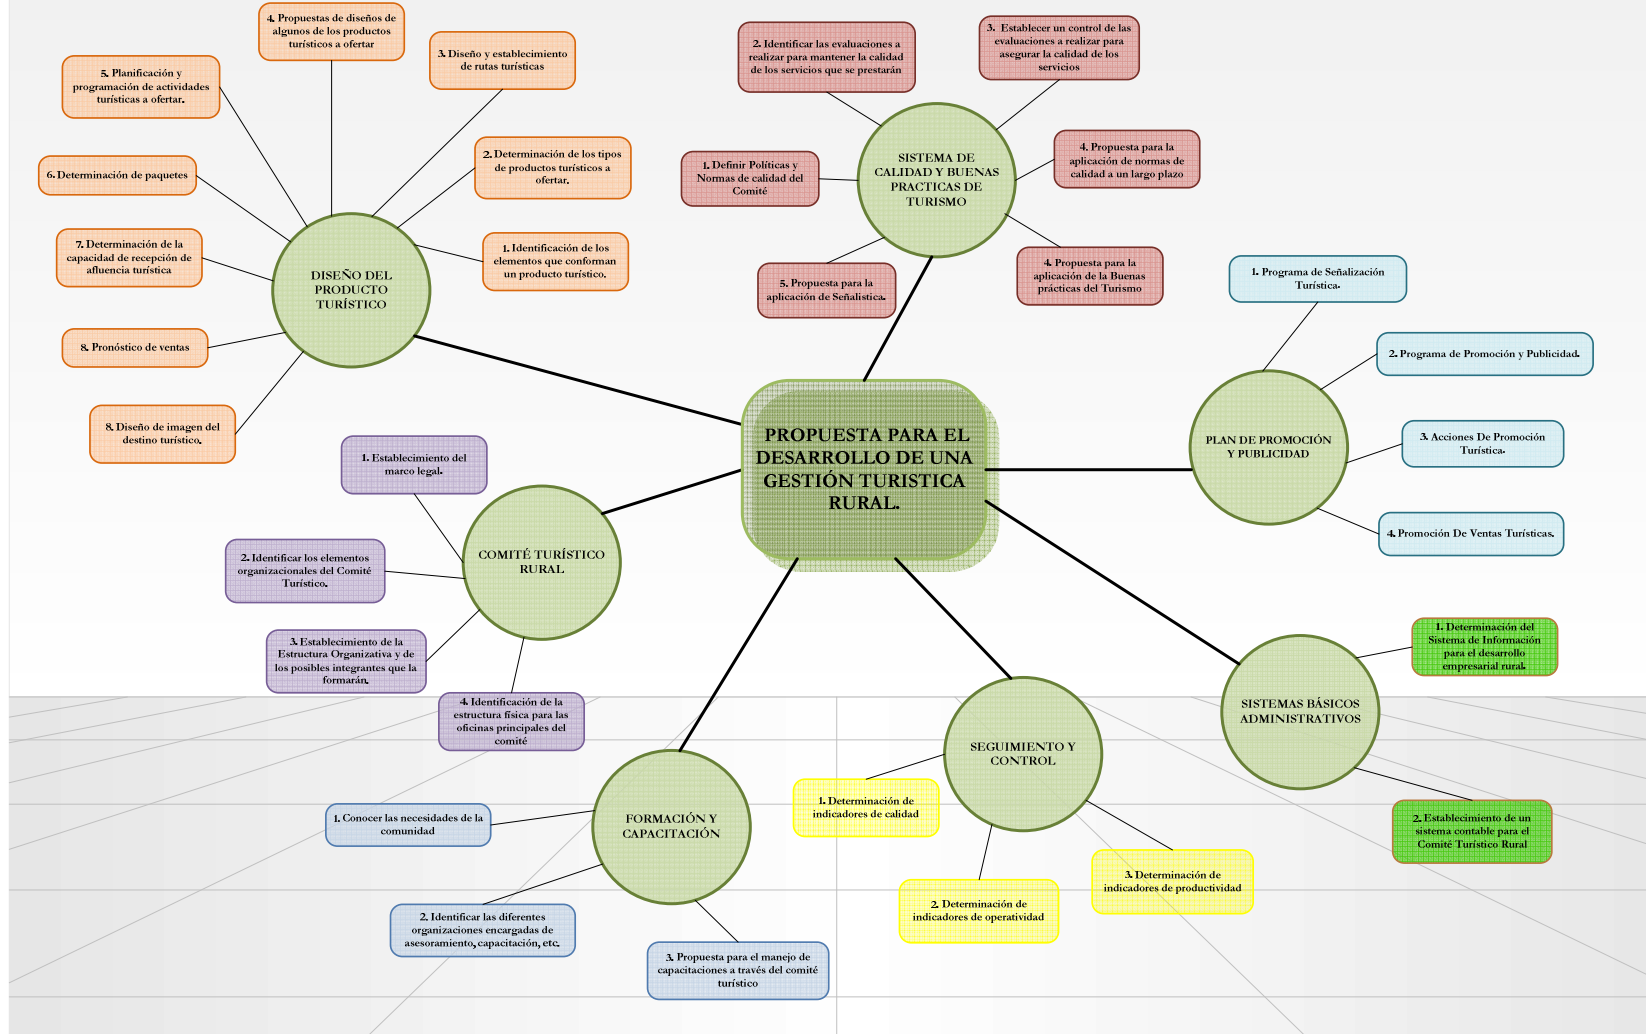 4. Propuestas de diseños de
algunos de los productos
turísticos a ofertar
3. Diseño y establecimiento
de rutas turísticas
5. Planificación y
programación de actividades
turísticas a ofertar.
2. Determinación de los tipos
de productos turísticos a
ofertar.
6. Determinación de paquetes
7. Determinación de la
capacidad de recepción de
afluencia turística
1. Identificación de los
elementos que conforman
un producto turístico.
DISEÑO DEL
PRODUCTO
TURÍSTICO
8. Pronóstico de ventas
8. Diseño de imagen del
destino turístico.
2. Identificar las evaluaciones a
realizar para mantener la calidad
de los servicios que se prestarán
3. Establecer un control de las
evaluaciones a realizar para
asegurar la calidad de los
servicios
1. Definir Políticas y
Normas de calidad del
Comité
SISTEMA DE
CALIDAD Y BUENAS
PRACTICAS DE
TURISMO
4. Propuesta para la
aplicación de normas de
calidad a un largo plazo
5. Propuesta para la
aplicación de Señalistica.
4. Propuesta para la
aplicación de la Buenas
prácticas del Turismo
1. Programa de Señalización
Turística.
2. Programa de Promoción y Publicidad.
PLAN DE PROMOCIÓN
Y PUBLICIDAD
3. Acciones De Promoción
Turística.
4. Promoción De Ventas Turísticas.
PROPUESTA PARA EL
DESARROLLO DE UNA
GESTIÓN TURISTICA
RURAL.
1. Establecimiento del
marco legal.
COMITÉ TURÍSTICO
RURAL
2. Identificar los elementos
organizacionales del Comité
Turístico.
3. Establecimiento de la
Estructura Organizativa y de
los posibles integrantes que la
formarán.
4. Identificación de la
estructura física para las
oficinas principales del
comité
1. Determinación del
Sistema de Información
para el desarrollo
empresarial rural.
SISTEMAS BÁSICOS
ADMINISTRATIVOS
2. Establecimiento de un
sistema contable para el
Comité Turístico Rural
SEGUIMIENTO Y
CONTROL
1. Determinación de
indicadores de calidad
2. Determinación de
indicadores de operatividad
3. Determinación de
indicadores de productividad
FORMACIÓN Y
CAPACITACIÓN
1. Conocer las necesidades de la
comunidad
2. Identificar las diferentes
organizaciones encargadas de
asesoramiento, capacitación, etc.
3. Propuesta para el manejo de
capacitaciones a través del comité
turístico